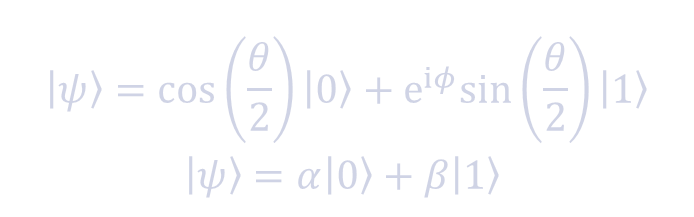 |ψ⟩ = cos(θ/2)|0⟩ + e^{iϕ} sin(θ/2)|1⟩
|ψ⟩ = α|0⟩ + β|1⟩